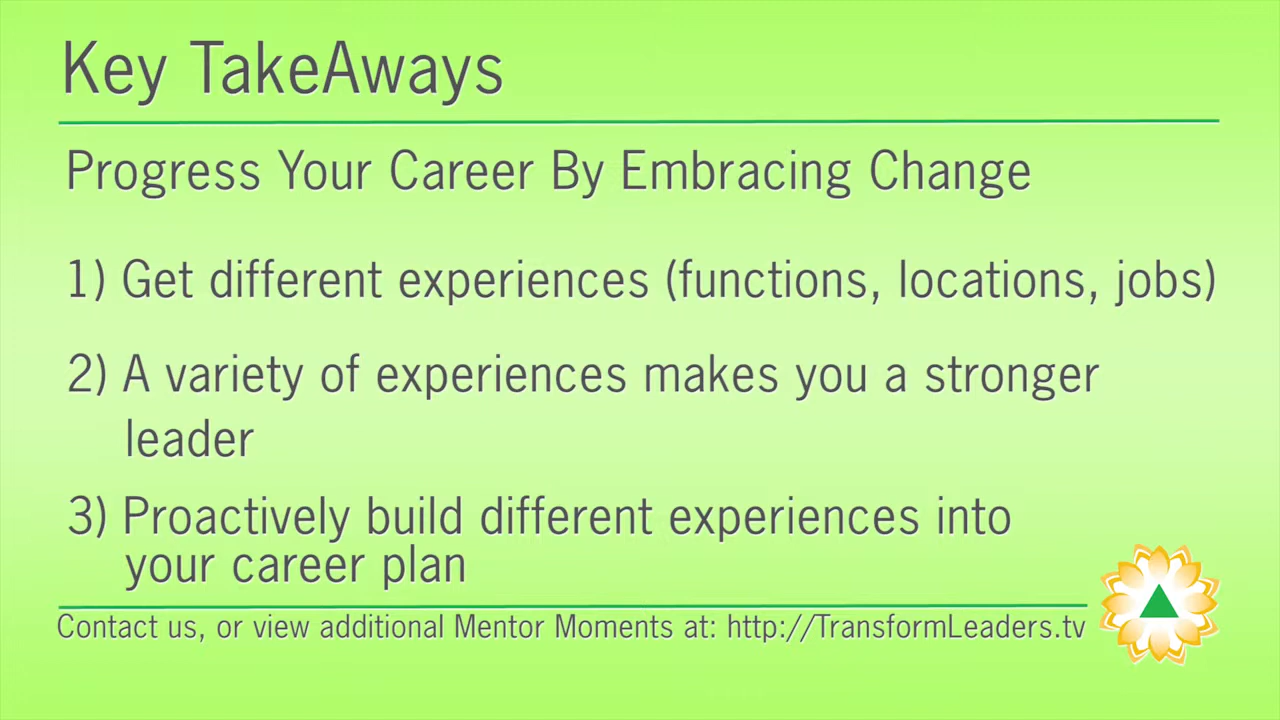 Key TakeAways
Progress Your Career By Embracing Change
1) Get different experiences (functions, locations, jobs)
2) A variety of experiences makes you a stronger
leader
3) Proactively build different experiences into
your career plan
Contact us, or view additional Mentor Moments at: http://TransformLeaders.tv